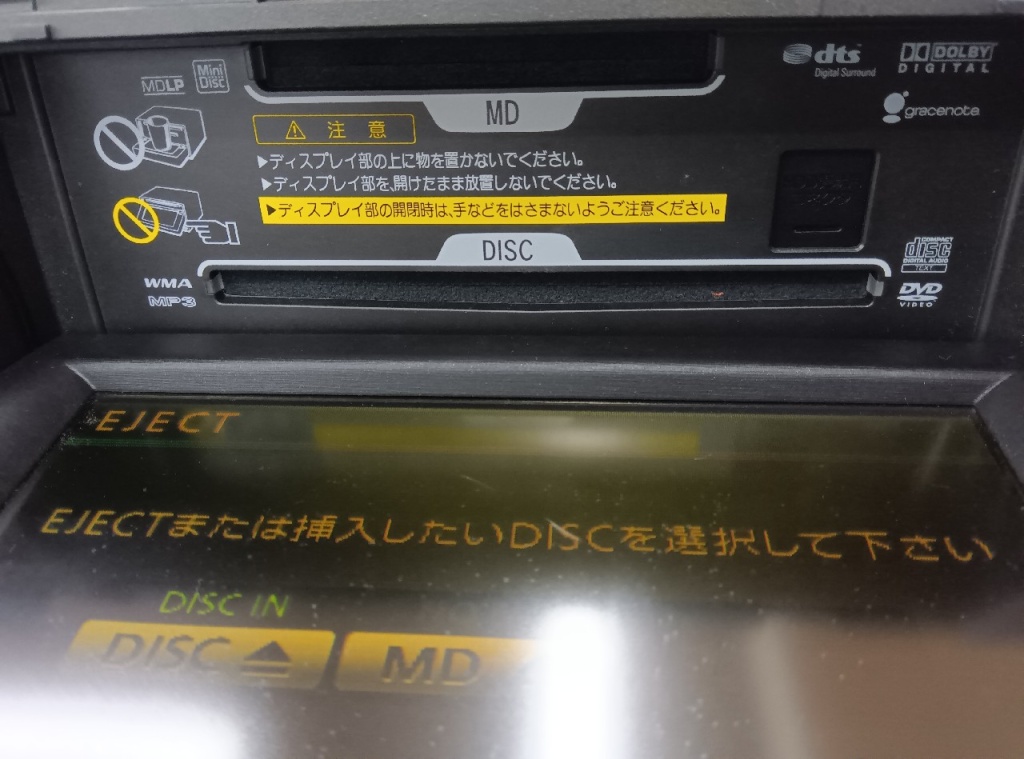 MDLP
Mini
Disc
MD
dts
Digital Surround
DOLBY
DIGITAL
gracenote
注意
▶ディスプレイ部の上に物を置かないでください。
▶ディスプレイ部を、開けたまま放置しないでください。
▶ディスプレイ部の開閉時は、手などをはさまないようご注意ください。
DISC
WMA
MP3
COMPACT
disc
DIGITAL AUDIO
TEXT
DVD
VIDEO
EJECT
EJECTまたは挿入したいDISCを選択して下さい
DISC IN
DISC
MD